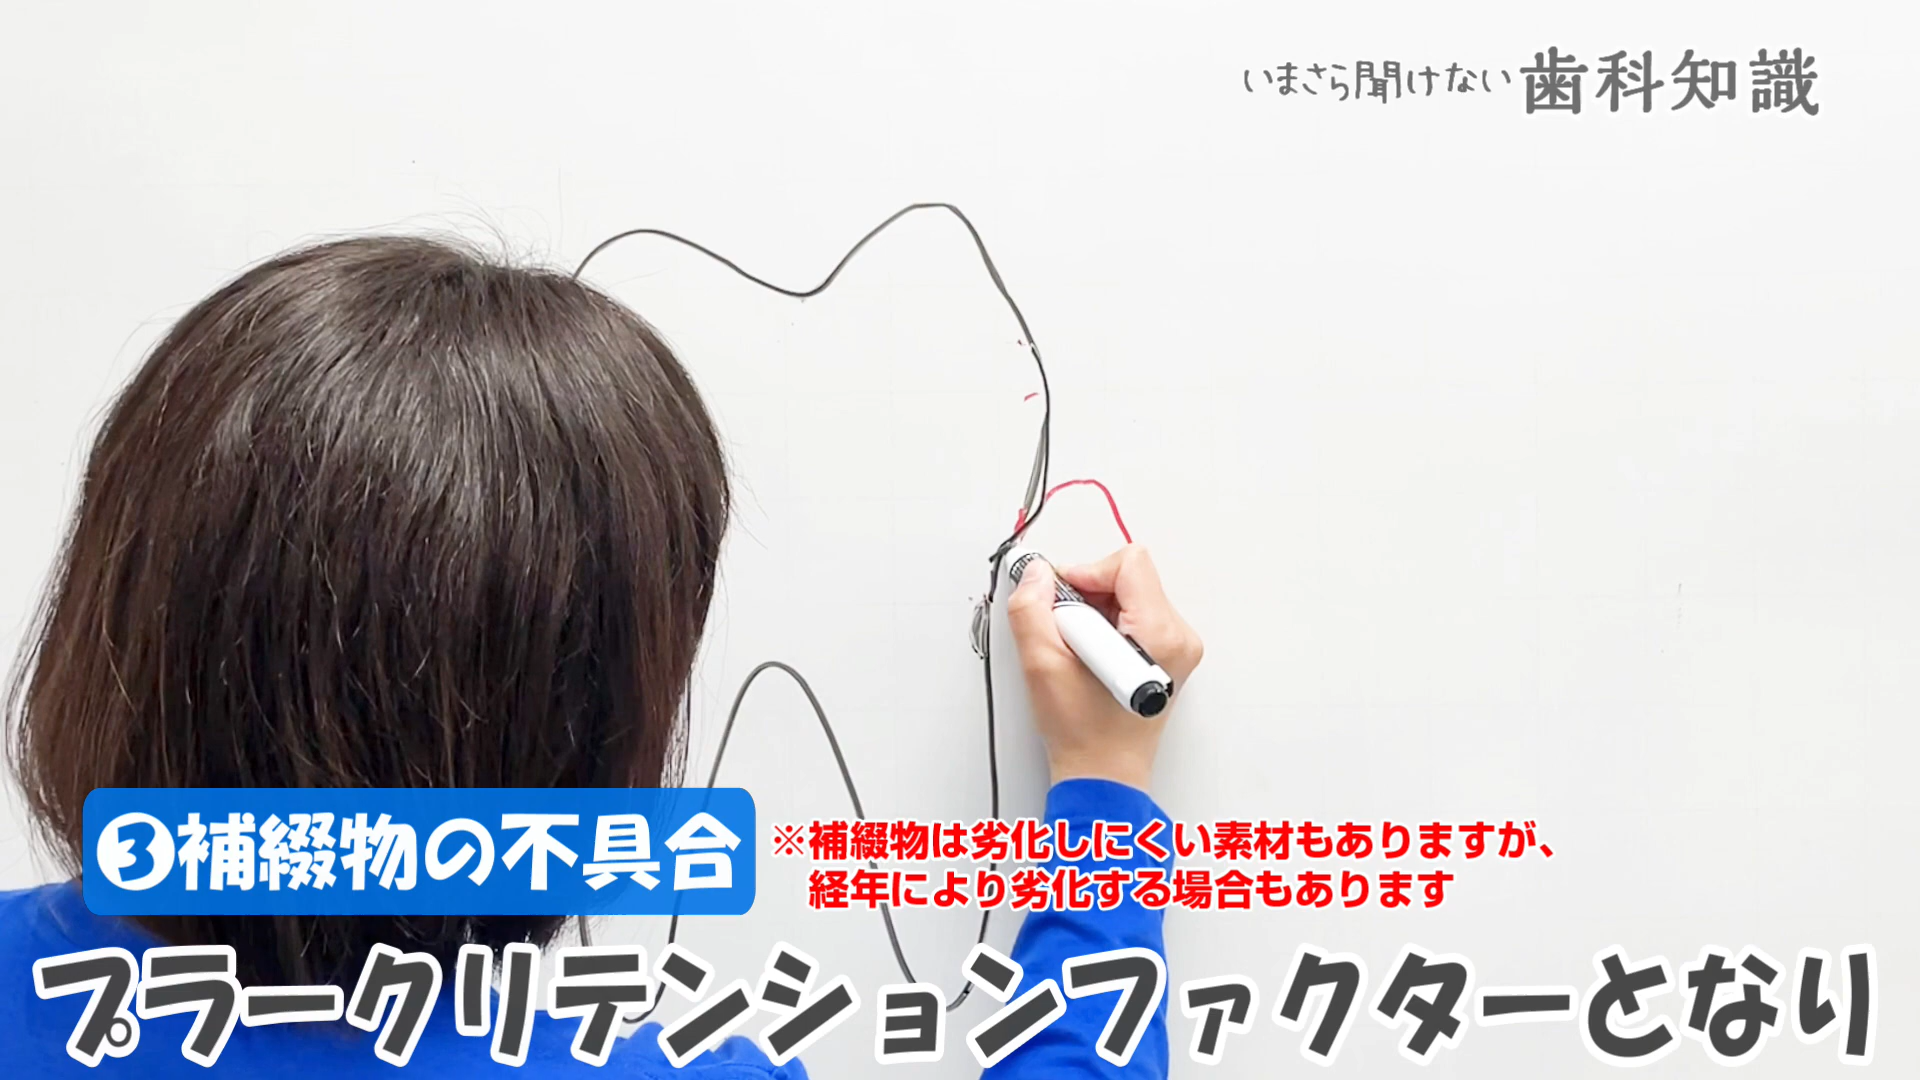 いまさら聞けない歯科知識
❸補綴物の不具合
※補綴物は劣化しにくい素材もありますが、
経年により劣化する場合もあります
プラークリテンションファクターとなり